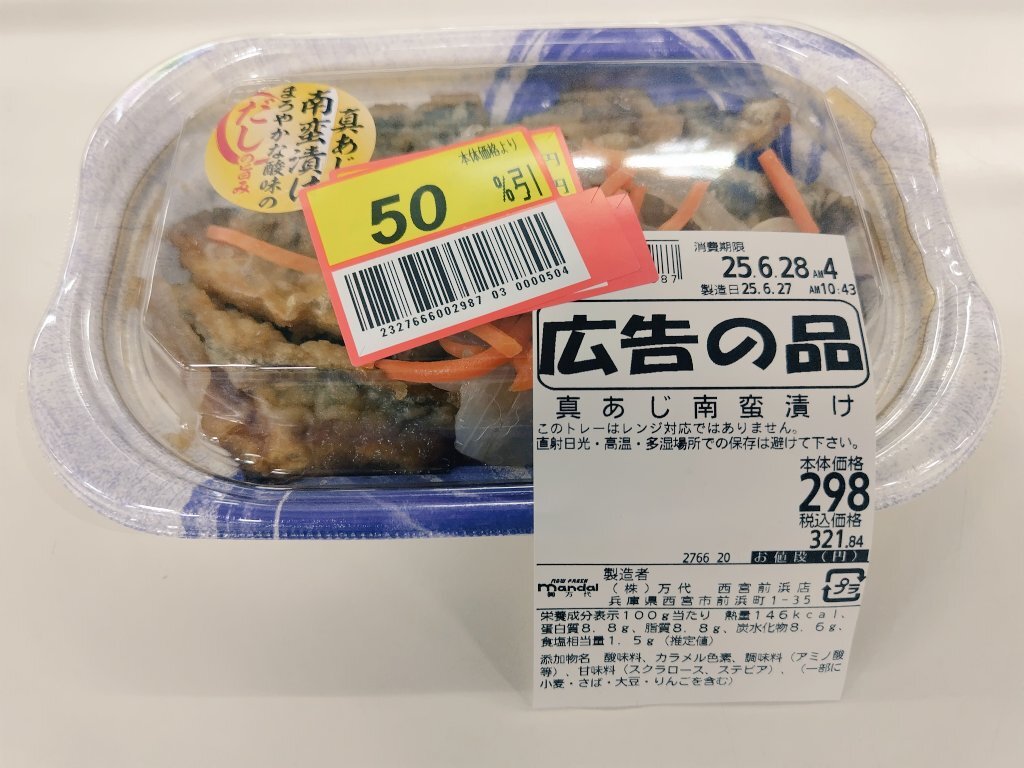 真あじ
南蛮漬け
まろやかな酸味の
だしの旨み
本体価格より
50
%引
円
円
2327666002987 03 0000504
87
消費期限
25.6.28 AM4
製造日25.6.27 AM10:43
広告の品
真あじ南蛮漬け
このトレーはレンジ対応ではありません。
直射日光・高温・多湿場所での保存は避けて下さい。
本体価格
298
税込価格
321.84
2766 20 お値段(円)
製造者
NEW FRESH
mandai
㈱万代
(株)万代 西宮前浜店
兵庫県西宮市前浜町1-35
プラ
栄養成分表示100g当たり 熱量146kcal、
蛋白質8.8g、脂質8.8g、炭水化物8.6g、
食塩相当量1.5g(推定値)
添加物名 酸味料、カラメル色素、調味料(アミノ酸
等)、甘味料(スクラロース、ステビア)、(一部に
小麦・さば・大豆・りんごを含む)